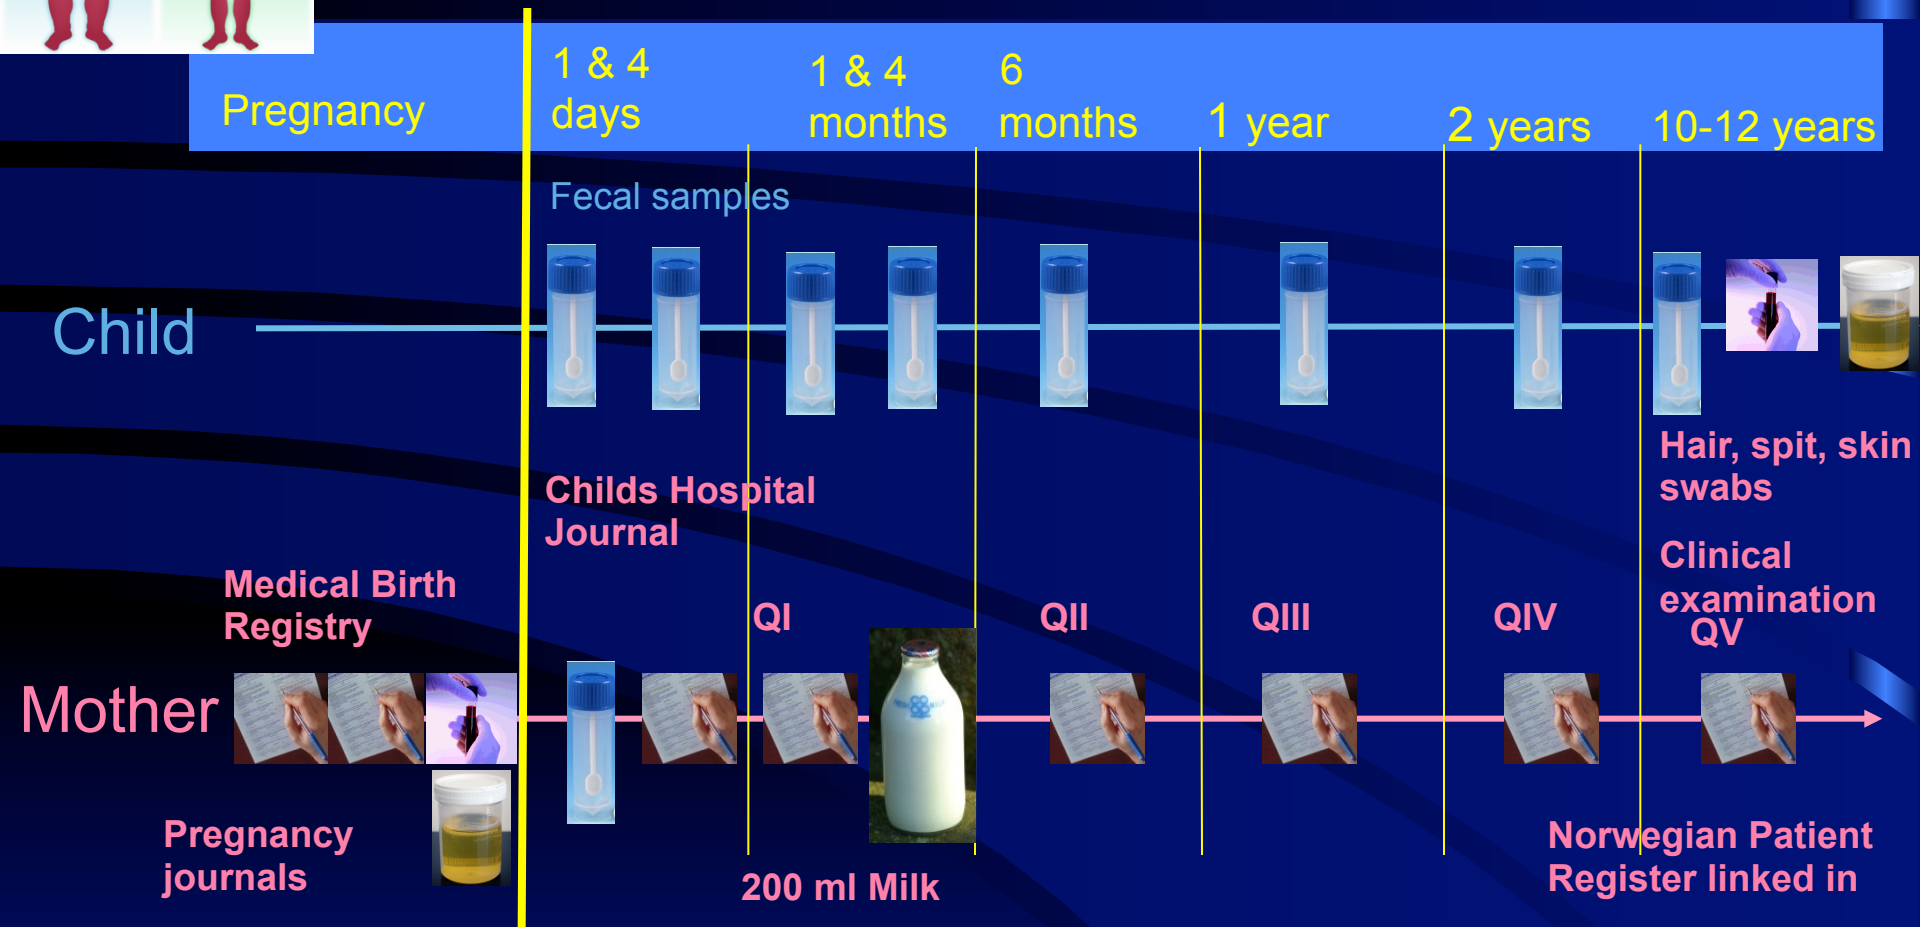 Pregnancy
1 & 4
days
1 & 4
months
6
months
1 year
2 years
10-12 years
Fecal samples
Child
Hair, spit, skin
swabs
Childs Hospital
Journal
Clinical
examination
Medical Birth
Registry
QI
QII
QIII
QIV
QV
Mother
Pregnancy
journals
200 ml Milk
Norwegian Patient
Register linked in